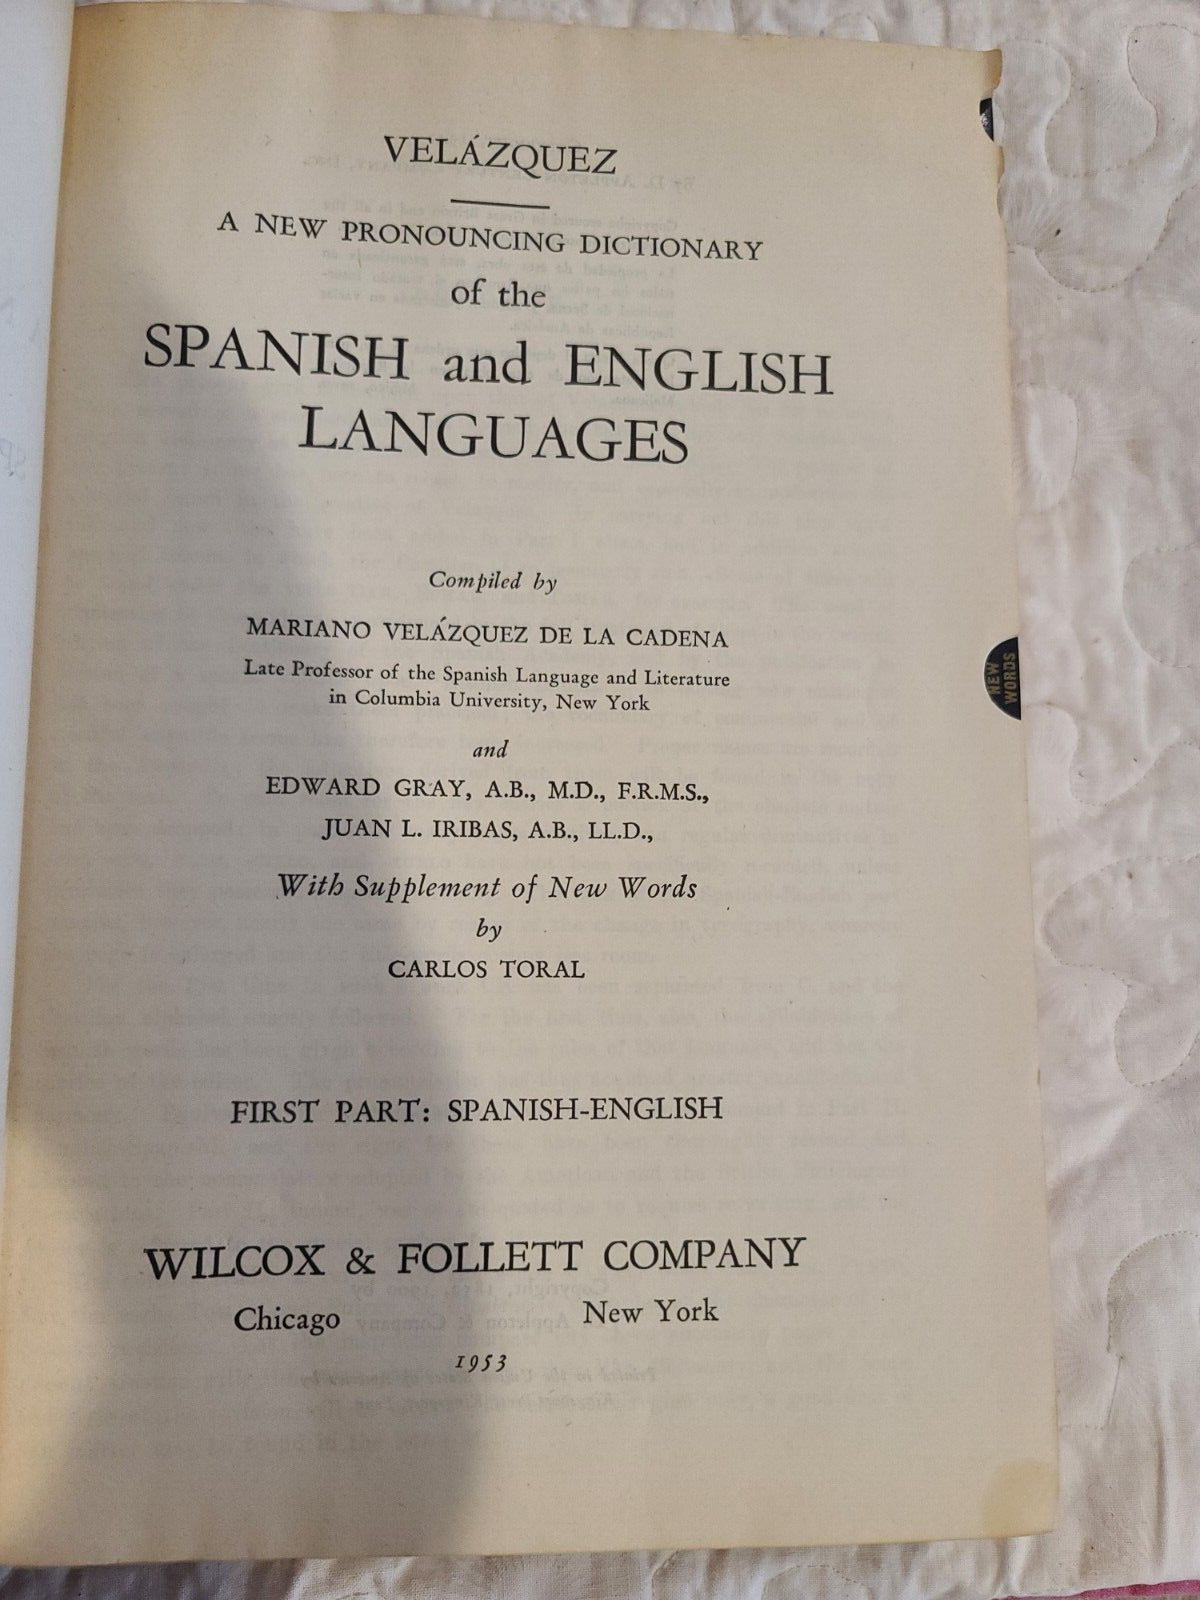 VELÁZQUEZ
A NEW PRONOUNCING DICTIONARY
of the
SPANISH and ENGLISH
LANGUAGES
Compiled by
MARIANO VELÁZQUEZ DE LA CADENA
Late Professor of the Spanish Language and Literature
in Columbia University, New York
and
EDWARD GRAY, A.B., M.D., F.R.M.S.,
JUAN L. IRIBAS, A.B., LL.D.,
With Supplement of New Words
by
CARLOS TORAL
FIRST PART: SPANISH-ENGLISH
WILCOX & FOLLETT COMPANY
Chicago New York
1953
NEW
WORDS